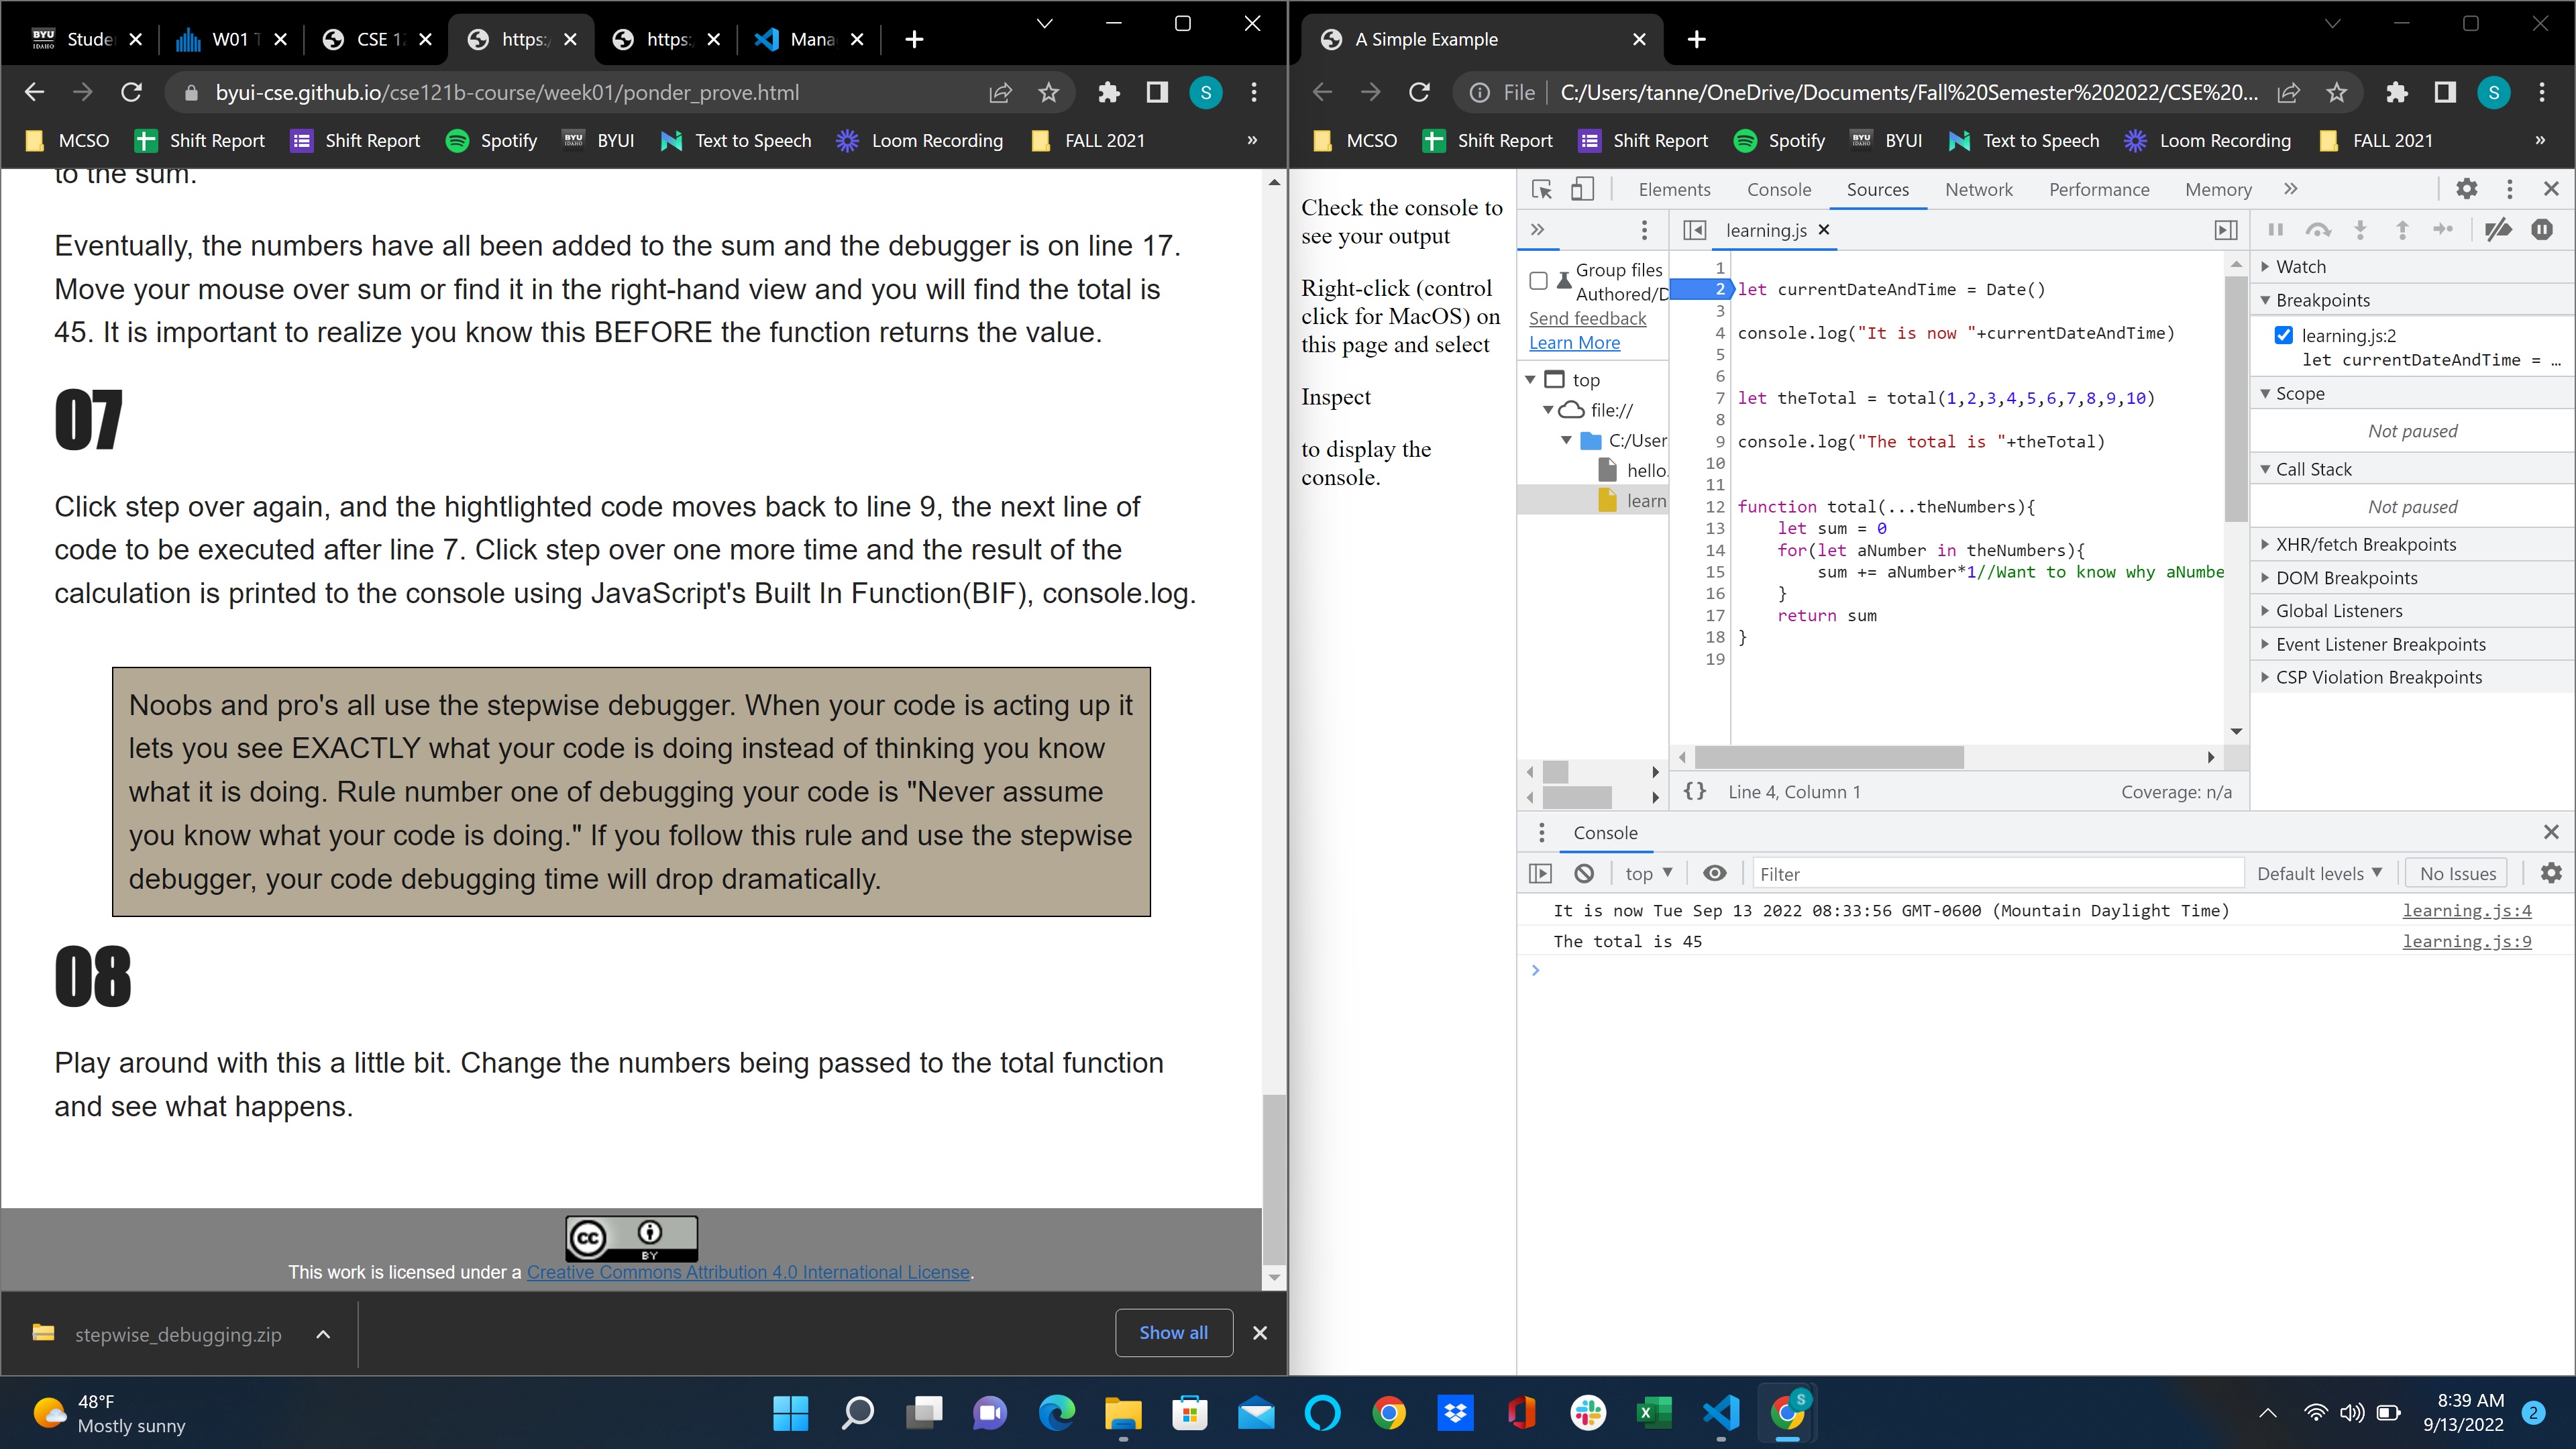 Stude
W01 T
CSE 1
https:
https:
Mana
byui-cse.github.io/cse121b-course/week01/ponder_prove.html
S
MCSO
Shift Report
Shift Report
Spotify
BYU
BYUI
Text to Speech
Loom Recording
FALL 2021
»
to the sum.
Eventually, the numbers have all been added to the sum and the debugger is on line 17.
Move your mouse over sum or find it in the right-hand view and you will find the total is
45. It is important to realize you know this BEFORE the function returns the value.
07
Click step over again, and the hightlighted code moves back to line 9, the next line of
code to be executed after line 7. Click step over one more time and the result of the
calculation is printed to the console using JavaScript's Built In Function(BIF), console.log.
Noobs and pro's all use the stepwise debugger. When your code is acting up it
lets you see EXACTLY what your code is doing instead of thinking you know
what it is doing. Rule number one of debugging your code is "Never assume
you know what your code is doing." If you follow this rule and use the stepwise
debugger, your code debugging time will drop dramatically.
08
Play around with this a little bit. Change the numbers being passed to the total function
and see what happens.
cc
BY
This work is licensed under a Creative Commons Attribution 4.0 International License.
stepwise_debugging.zip
Show all
A Simple Example
File
C:/Users/tanne/OneDrive/Documents/Fall%20Semester%202022/CSE%20...
S
MCSO
Shift Report
Shift Report
Spotify
BYU
BYUI
Text to Speech
Loom Recording
FALL 2021
»
Check the console to
see your output
Right-click (control
click for MacOS) on
this page and select
Inspect
to display the
console.
Elements
Console
Sources
Network
Performance
Memory
»
»
learning.js
Group files
Authored/D
Send feedback
Learn More
top
file://
C:/User
hello.
learn
1
2 let currentDateAndTime = Date()
3
4 console.log("It is now "+currentDateAndTime)
5
6
7 let theTotal = total(1,2,3,4,5,6,7,8,9,10)
8
9 console.log("The total is "+theTotal)
10
11
12 function total(...theNumbers){
13 let sum = 0
14 for(let aNumber in theNumbers){
15 sum += aNumber*1//Want to know why aNumbe
16 }
17 return sum
18 }
19
{} Line 4, Column 1
Coverage: n/a
Watch
Breakpoints
learning.js:2
let currentDateAndTime = …
Scope
Not paused
Call Stack
Not paused
XHR/fetch Breakpoints
DOM Breakpoints
Global Listeners
Event Listener Breakpoints
CSP Violation Breakpoints
Console
top
Filter
Default levels
No Issues
It is now Tue Sep 13 2022 08:33:56 GMT-0600 (Mountain Daylight Time) learning.js:4
The total is 45 learning.js:9
48°F
Mostly sunny
S
8:39 AM
9/13/2022
2